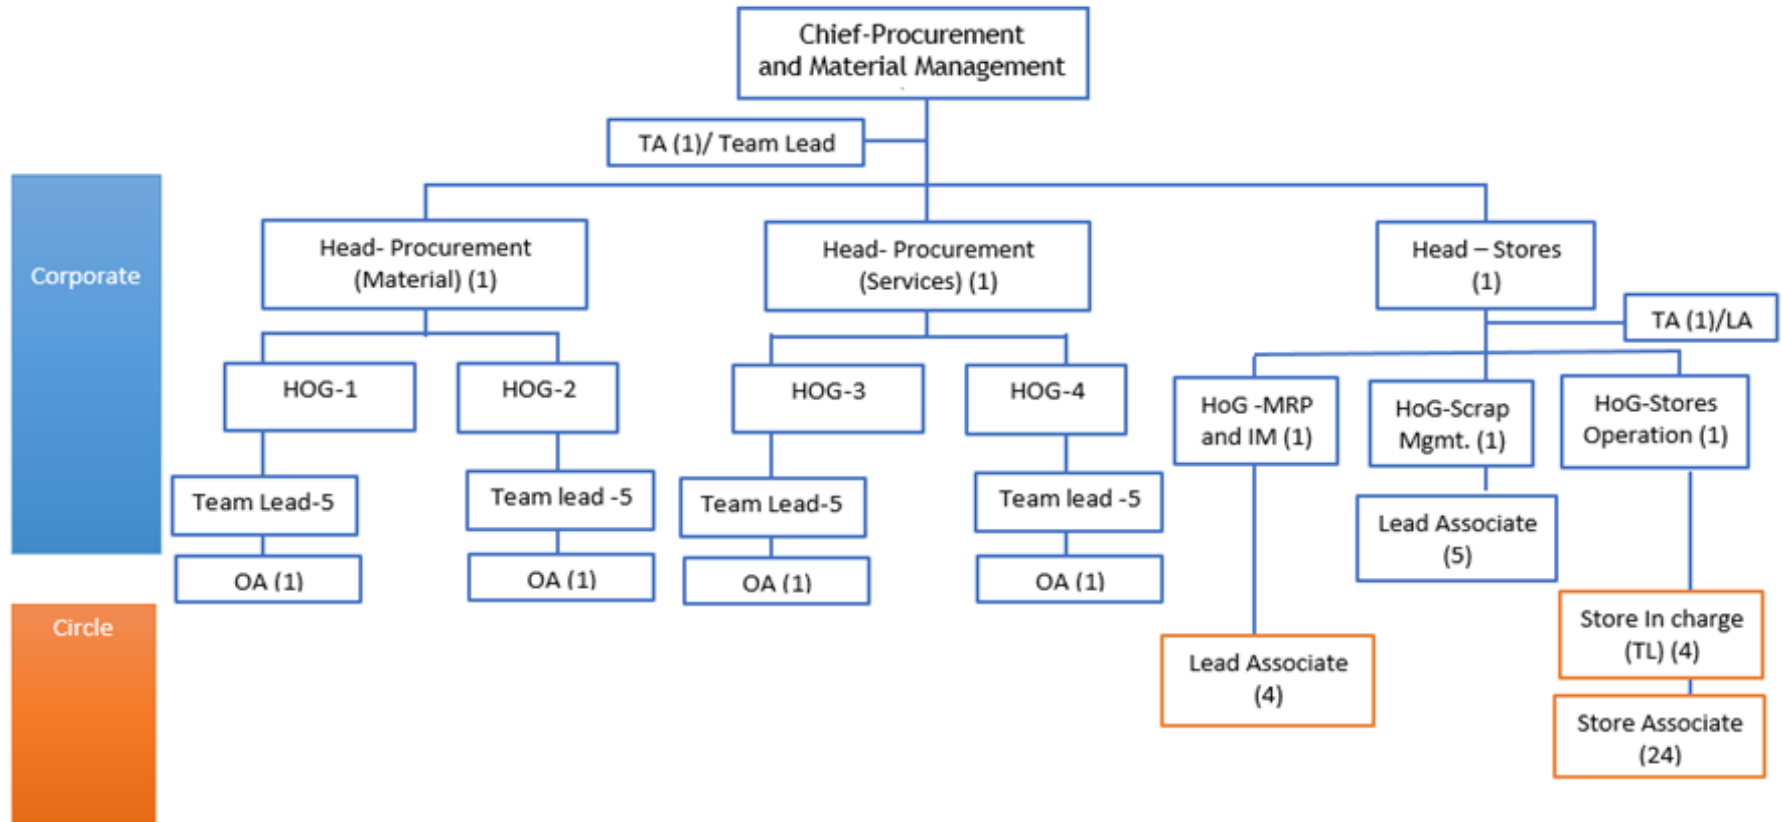 Chief-Procurement
and Material Management
TA (1)/ Team Lead
Corporate
Head- Procurement
(Material) (1)
Head- Procurement
(Services) (1)
Head – Stores
(1)
TA (1)/LA
HOG-1
HOG-2
HOG-3
HOG-4
HoG -MRP
and IM (1)
HoG-Scrap
Mgmt. (1)
HoG-Stores
Operation (1)
Team Lead-5
Team lead -5
Team Lead-5
Team lead -5
Lead Associate
(5)
OA (1)
OA (1)
OA (1)
OA (1)
Circle
Lead Associate
(4)
Store In charge
(TL) (4)
Store Associate
(24)